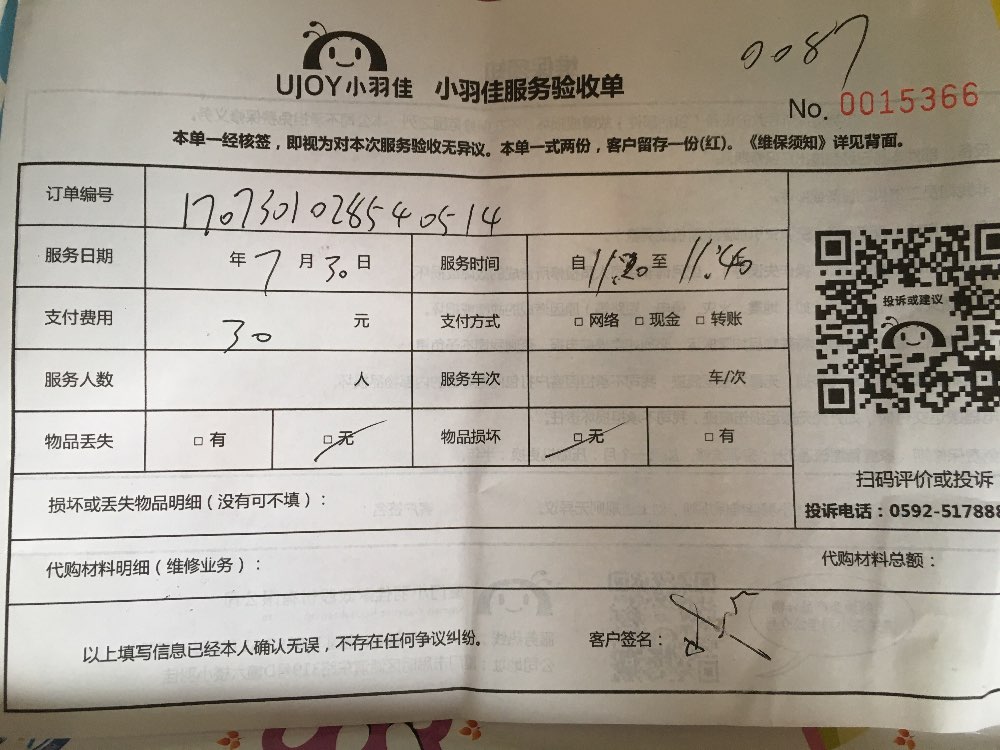 0087
UJOY小羽佳 小羽佳服务验收单
No. 0015366
本单一经核签，即视为对本次服务验收无异议。本单一式两份，客户留存一份(红)。《维保须知》详见背面。
订单编号 170730102854 05 14
服务日期 年 7 月 30 日 服务时间 自 11:20 至 11:40
支付费用 30 元 支付方式 □ 网络 □ 现金 □ 转账
投诉或建议
服务人数 人 服务车次 车/次
物品丢失 □ 有 □ 无 物品损坏 □ 无 □ 有
扫码评价或投诉
损坏或丢失物品明细（没有可不填）：
投诉电话：0592-517888
代购材料明细（维修业务）： 代购材料总额：
以上填写信息已经本人确认无误，不存在任何争议纠纷。 客户签名：